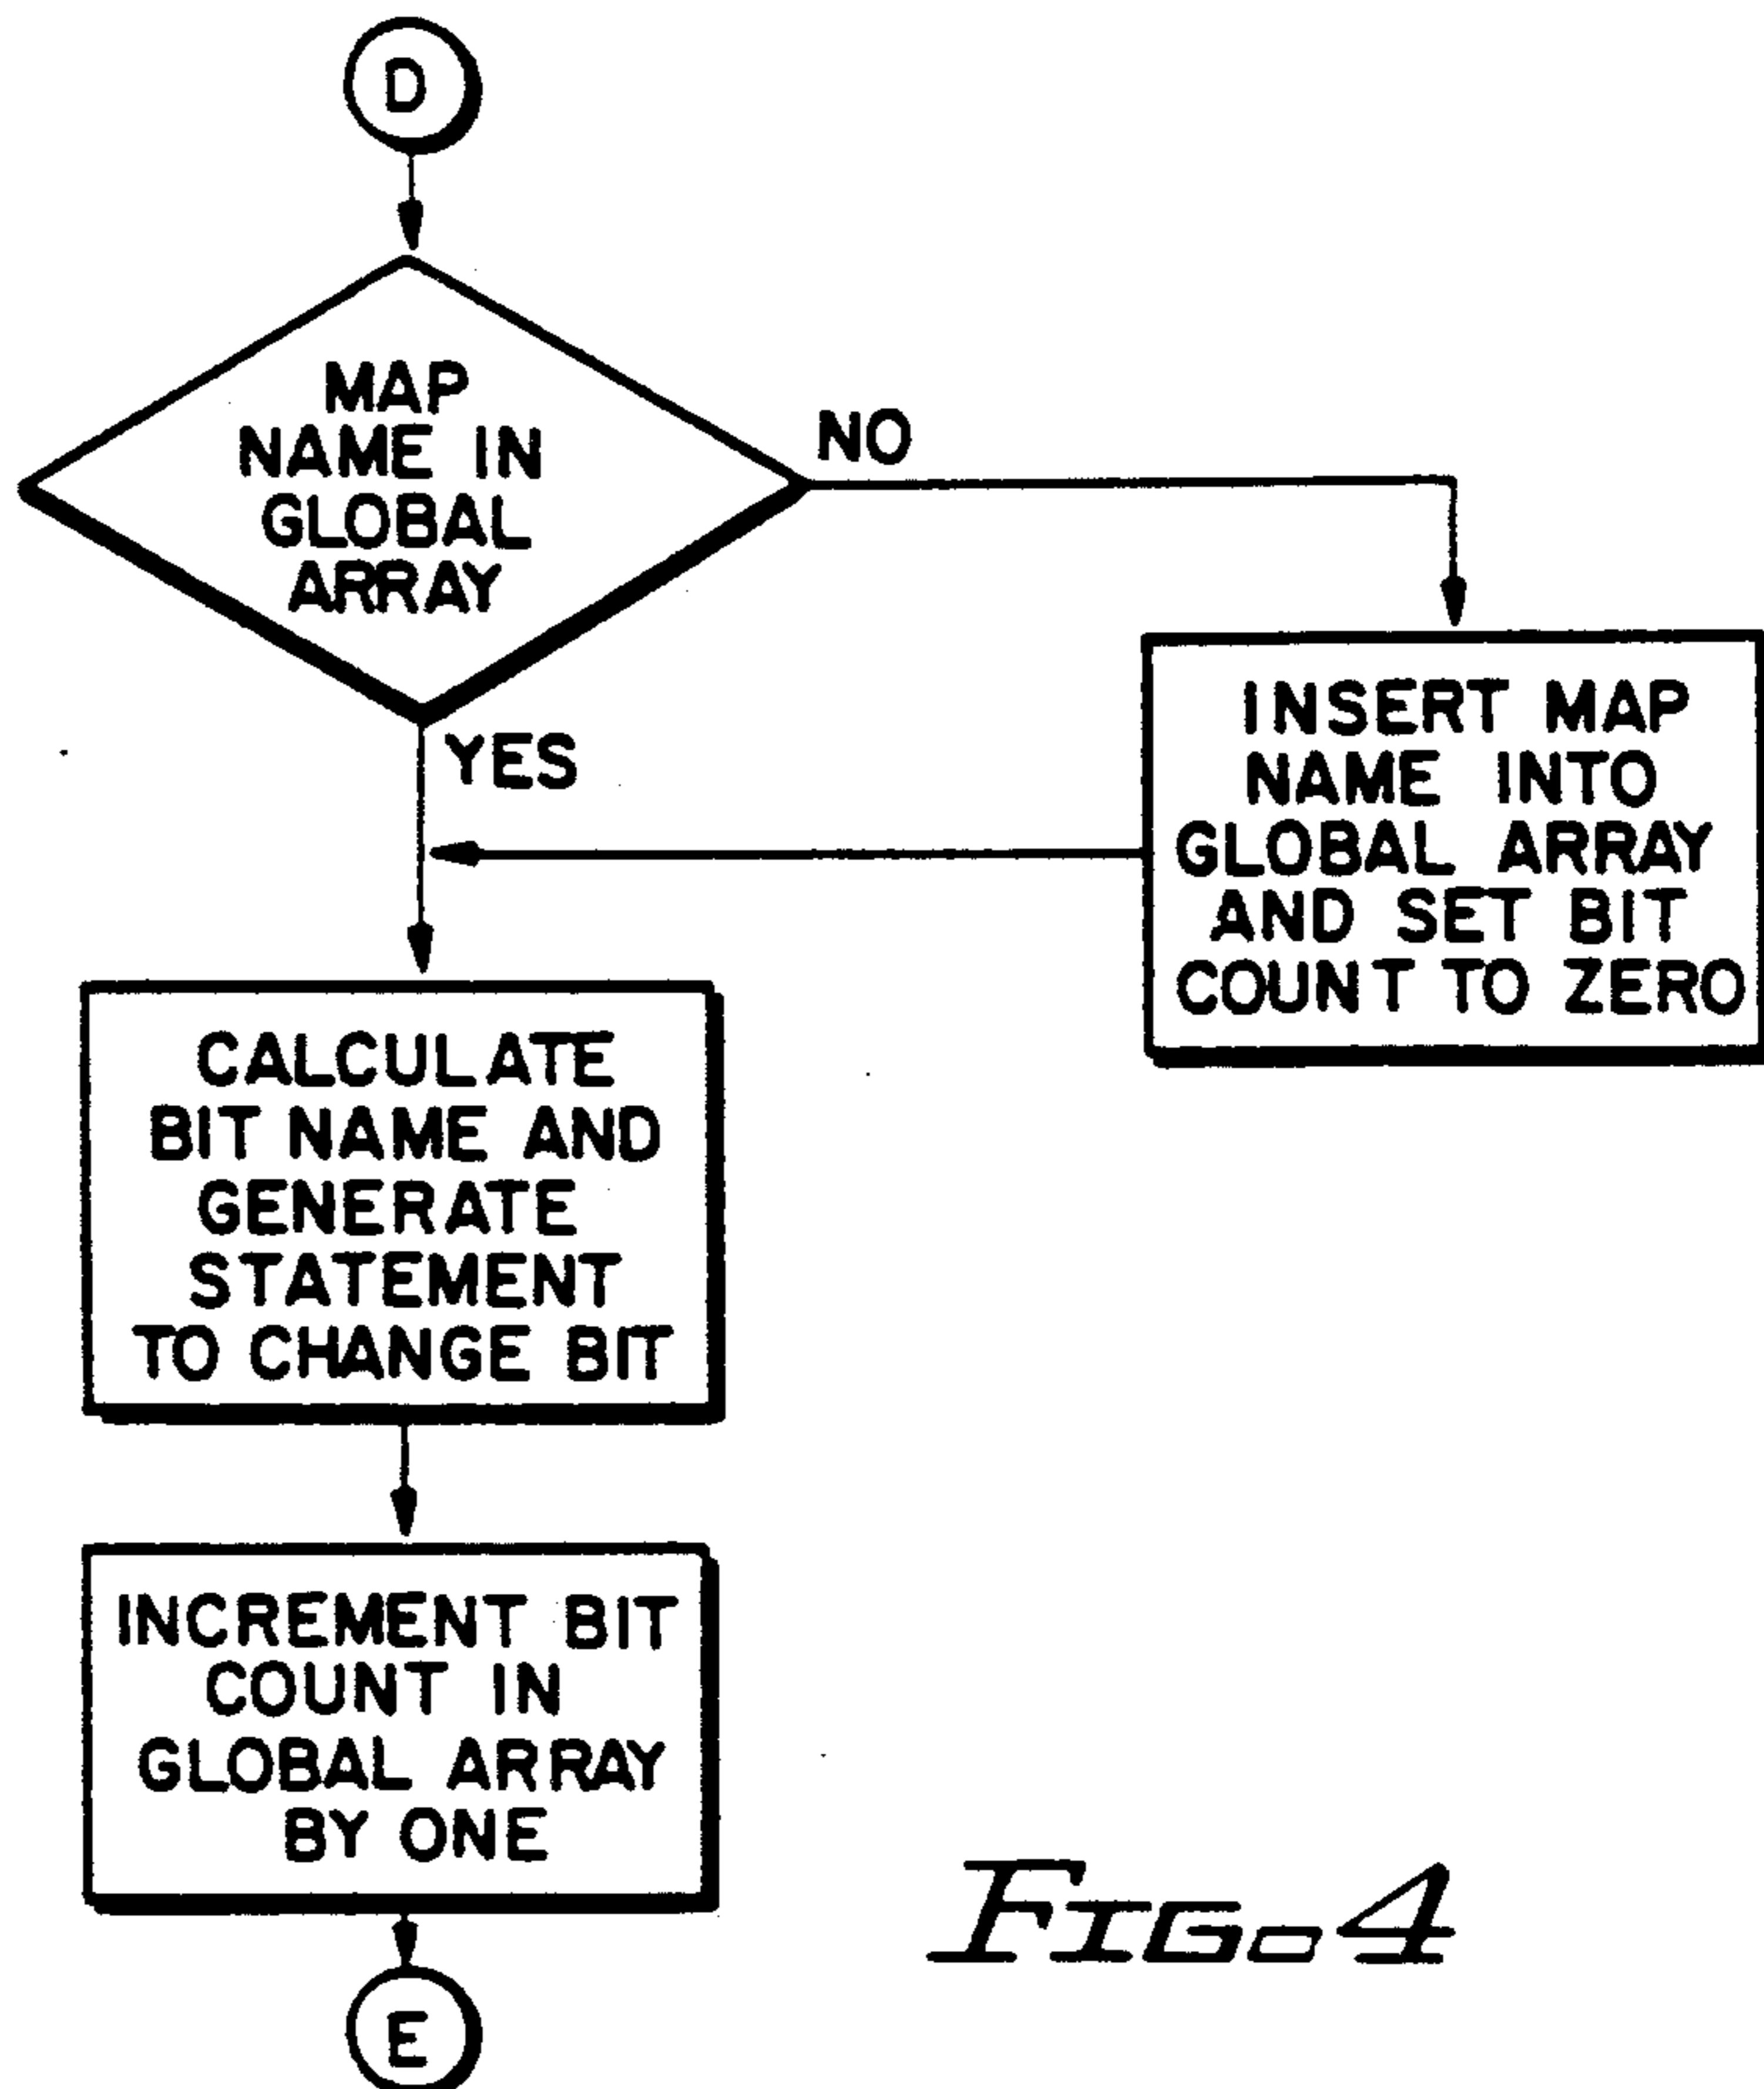 D
MAP
NAME IN
GLOBAL
ARRAY
NO
YES
INSERT MAP
NAME INTO
GLOBAL ARRAY
AND SET BIT
COUNT TO ZERO
CALCULATE
BIT NAME AND
GENERATE
STATEMENT
TO CHANGE BIT
INCREMENT BIT
COUNT IN
GLOBAL ARRAY
BY ONE
E
FIG. 4